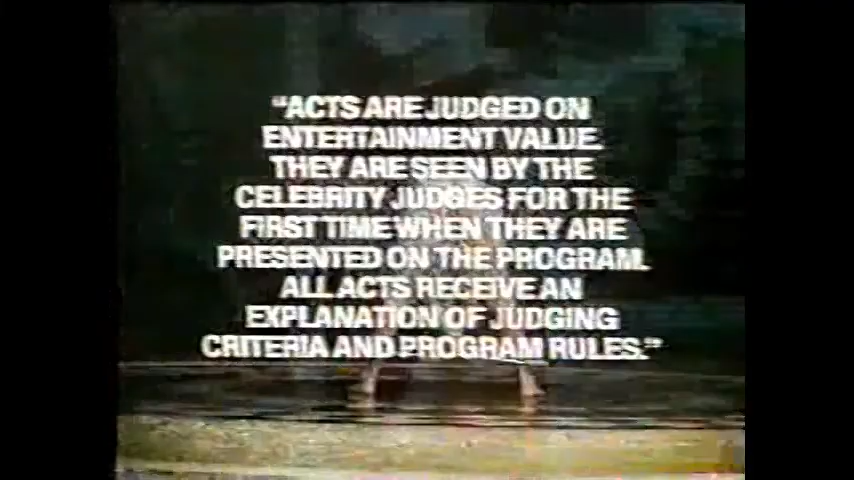 "ACTS ARE JUDGED ON
ENTERTAINMENT VALUE.
THEY ARE SEEN BY THE
CELEBRITY JUDGES FOR THE
FIRST TIME WHEN THEY ARE
PRESENTED ON THE PROGRAM.
ALL ACTS RECEIVE AN
EXPLANATION OF JUDGING
CRITERIA AND PROGRAM RULES."